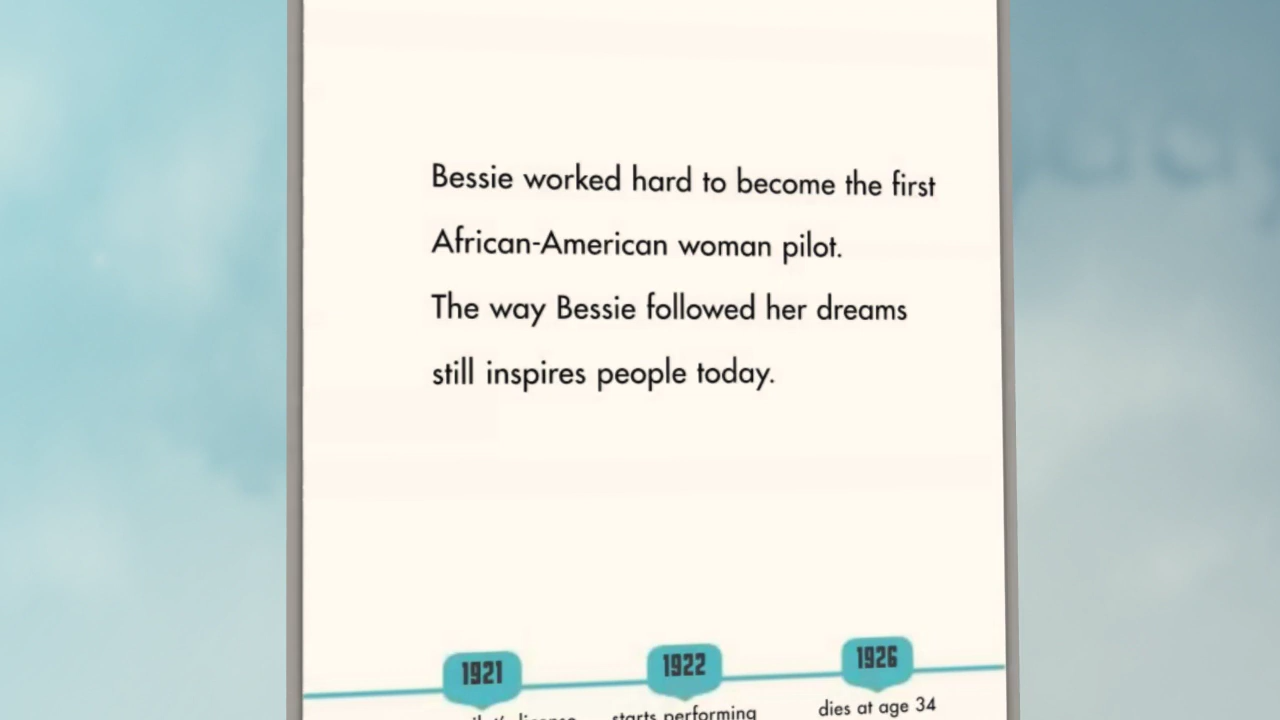 Bessie worked hard to become the first
African-American woman pilot.
The way Bessie followed her dreams
still inspires people today.
1921 1922 1926
starts performing dies at age 34